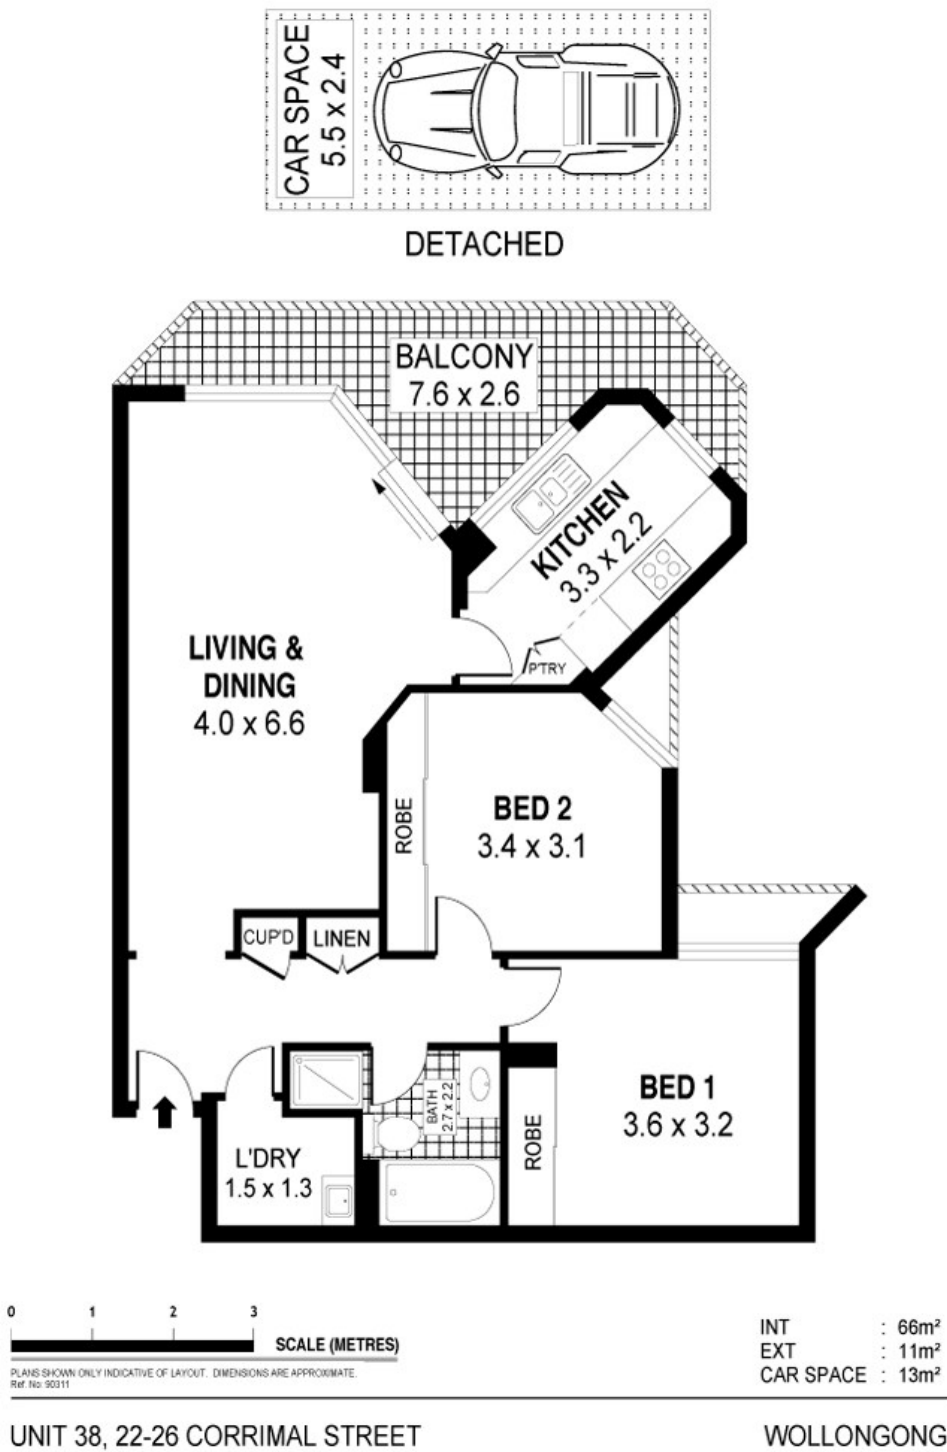 CAR SPACE
5.5 x 2.4
DETACHED
BALCONY
7.6 x 2.6
KITCHEN
3.3 x 2.2
P'TRY
LIVING &
DINING
4.0 x 6.6
BED 2
3.4 x 3.1
ROBE
CUP'D
LINEN
BED 1
3.6 x 3.2
ROBE
BATH
2.7 x 2.2
L'DRY
1.5 x 1.3
0 1 2 3
SCALE (METRES)
PLANS SHOWN ONLY INDICATIVE OF LAYOUT. DIMENSIONS ARE APPROXIMATE.
Ref. No: 90311
INT : 66m²
EXT : 11m²
CAR SPACE : 13m²
UNIT 38, 22-26 CORRIMAL STREET
WOLLONGONG